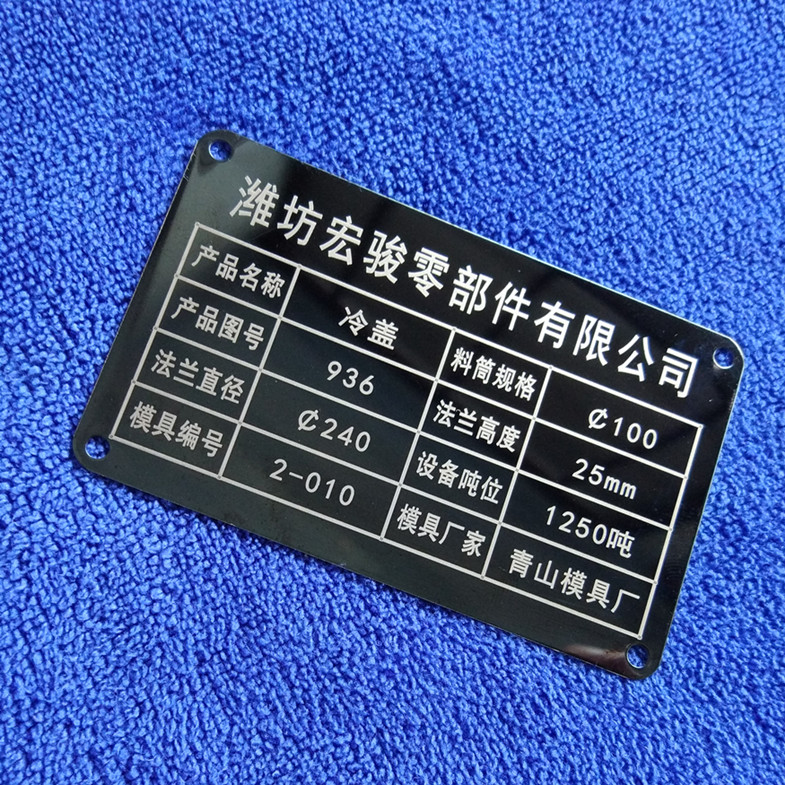 潍坊宏骏零部件有限公司
产品名称 冷盖 料筒规格 ₵100
产品图号 936 法兰高度 25mm
法兰直径 ₵240 设备吨位 1250吨
模具编号 2-010 模具厂家 青山模具厂